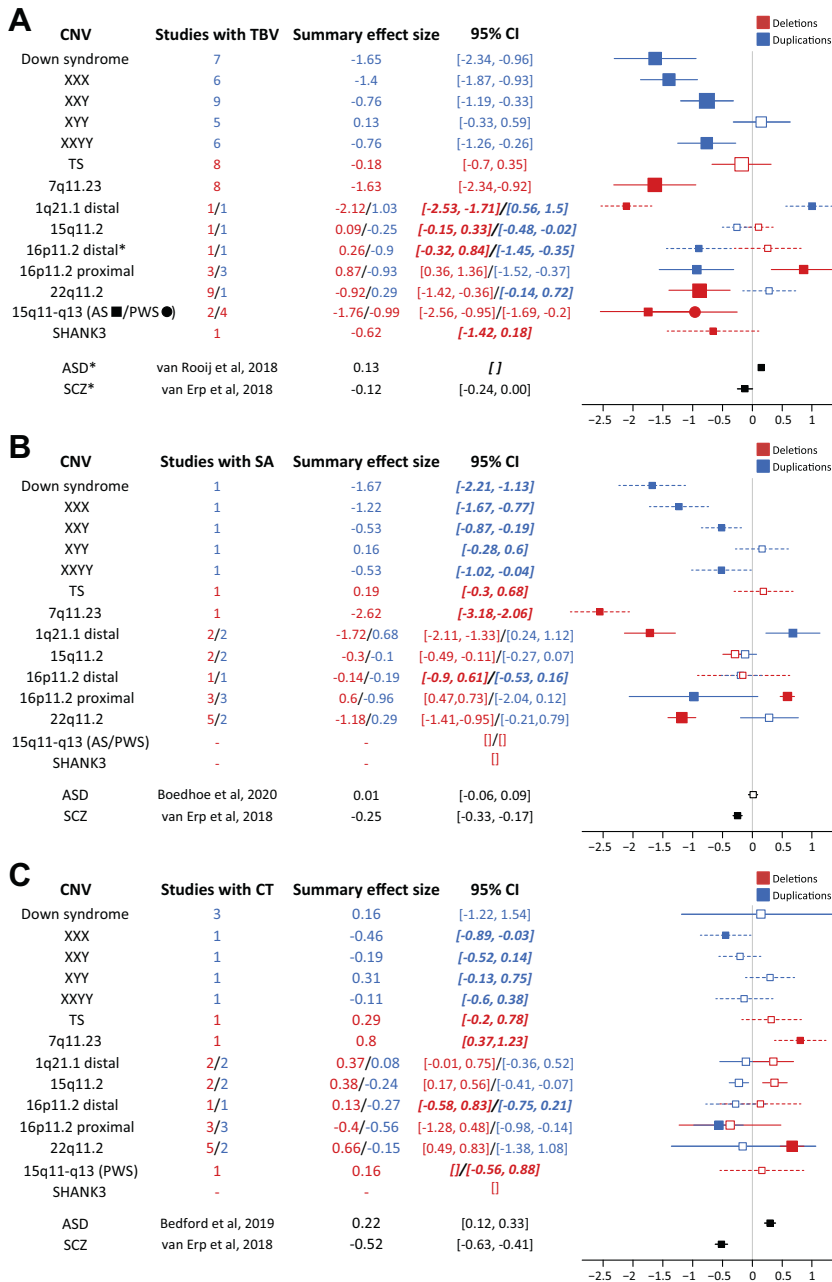 A
Deletions
Duplications
CNV Studies with TBV Summary effect size 95% CI
Down syndrome 7 -1.65 [-2.34, -0.96]
XXX 6 -1.4 [-1.87, -0.93]
XXY 9 -0.76 [-1.19, -0.33]
XYY 5 0.13 [-0.33, 0.59]
XXYY 6 -0.76 [-1.26, -0.26]
TS 8 -0.18 [-0.7, 0.35]
7q11.23 8 -1.63 [-2.34,-0.92]
1q21.1 distal 1/1 -2.12/1.03 [-2.53, -1.71]/[0.56, 1.5]
15q11.2 1/1 0.09/-0.25 [-0.15, 0.33]/[-0.48, -0.02]
16p11.2 distal* 1/1 0.26/-0.9 [-0.32, 0.84]/[-1.45, -0.35]
16p11.2 proximal 3/3 0.87/-0.93 [0.36, 1.36]/[-1.52, -0.37]
22q11.2 9/1 -0.92/0.29 [-1.42, -0.36]/[-0.14, 0.72]
15q11-q13 (AS ■/PWS ●) 2/4 -1.76/-0.99 [-2.56, -0.95]/[-1.69, -0.2]
SHANK3 1 -0.62 [-1.42, 0.18]
ASD* van Rooij et al, 2018 0.13 [ ]
SCZ* van Erp et al, 2018 -0.12 [-0.24, 0.00]
−2.5 −2 −1.5 −1 −0.5 0 0.5 1
B
Deletions
Duplications
CNV Studies with SA Summary effect size 95% CI
Down syndrome 1 -1.67 [-2.21, -1.13]
XXX 1 -1.22 [-1.67, -0.77]
XXY 1 -0.53 [-0.87, -0.19]
XYY 1 0.16 [-0.28, 0.6]
XXYY 1 -0.53 [-1.02, -0.04]
TS 1 0.19 [-0.3, 0.68]
7q11.23 1 -2.62 [-3.18,-2.06]
1q21.1 distal 2/2 -1.72/0.68 [-2.11, -1.33]/[0.24, 1.12]
15q11.2 2/2 -0.3/-0.1 [-0.49, -0.11]/[-0.27, 0.07]
16p11.2 distal 1/1 -0.14/-0.19 [-0.9, 0.61]/[-0.53, 0.16]
16p11.2 proximal 3/3 0.6/-0.96 [0.47,0.73]/[-2.04, 0.12]
22q11.2 5/2 -1.18/0.29 [-1.41,-0.95]/[-0.21,0.79]
15q11-q13 (AS/PWS) - - []/[]
SHANK3 - - []
ASD Boedhoe et al, 2020 0.01 [-0.06, 0.09]
SCZ van Erp et al, 2018 -0.25 [-0.33, -0.17]
−2.5 −2 −1.5 −1 −0.5 0 0.5 1
C
Deletions
Duplications
CNV Studies with CT Summary effect size 95% CI
Down syndrome 3 0.16 [-1.22, 1.54]
XXX 1 -0.46 [-0.89, -0.03]
XXY 1 -0.19 [-0.52, 0.14]
XYY 1 0.31 [-0.13, 0.75]
XXYY 1 -0.11 [-0.6, 0.38]
TS 1 0.29 [-0.2, 0.78]
7q11.23 1 0.8 [0.37,1.23]
1q21.1 distal 2/2 0.37/0.08 [-0.01, 0.75]/[-0.36, 0.52]
15q11.2 2/2 0.38/-0.24 [0.17, 0.56]/[-0.41, -0.07]
16p11.2 distal 1/1 0.13/-0.27 [-0.58, 0.83]/[-0.75, 0.21]
16p11.2 proximal 3/3 -0.4/-0.56 [-1.28, 0.48]/[-0.98, -0.14]
22q11.2 5/2 0.66/-0.15 [0.49, 0.83]/[-1.38, 1.08]
15q11-q13 (PWS) 1 0.16 []/[-0.56, 0.88]
SHANK3 - - []
ASD Bedford et al, 2019 0.22 [0.12, 0.33]
SCZ van Erp et al, 2018 -0.52 [-0.63, -0.41]
−2.5 −2 −1.5 −1 −0.5 0 0.5 1